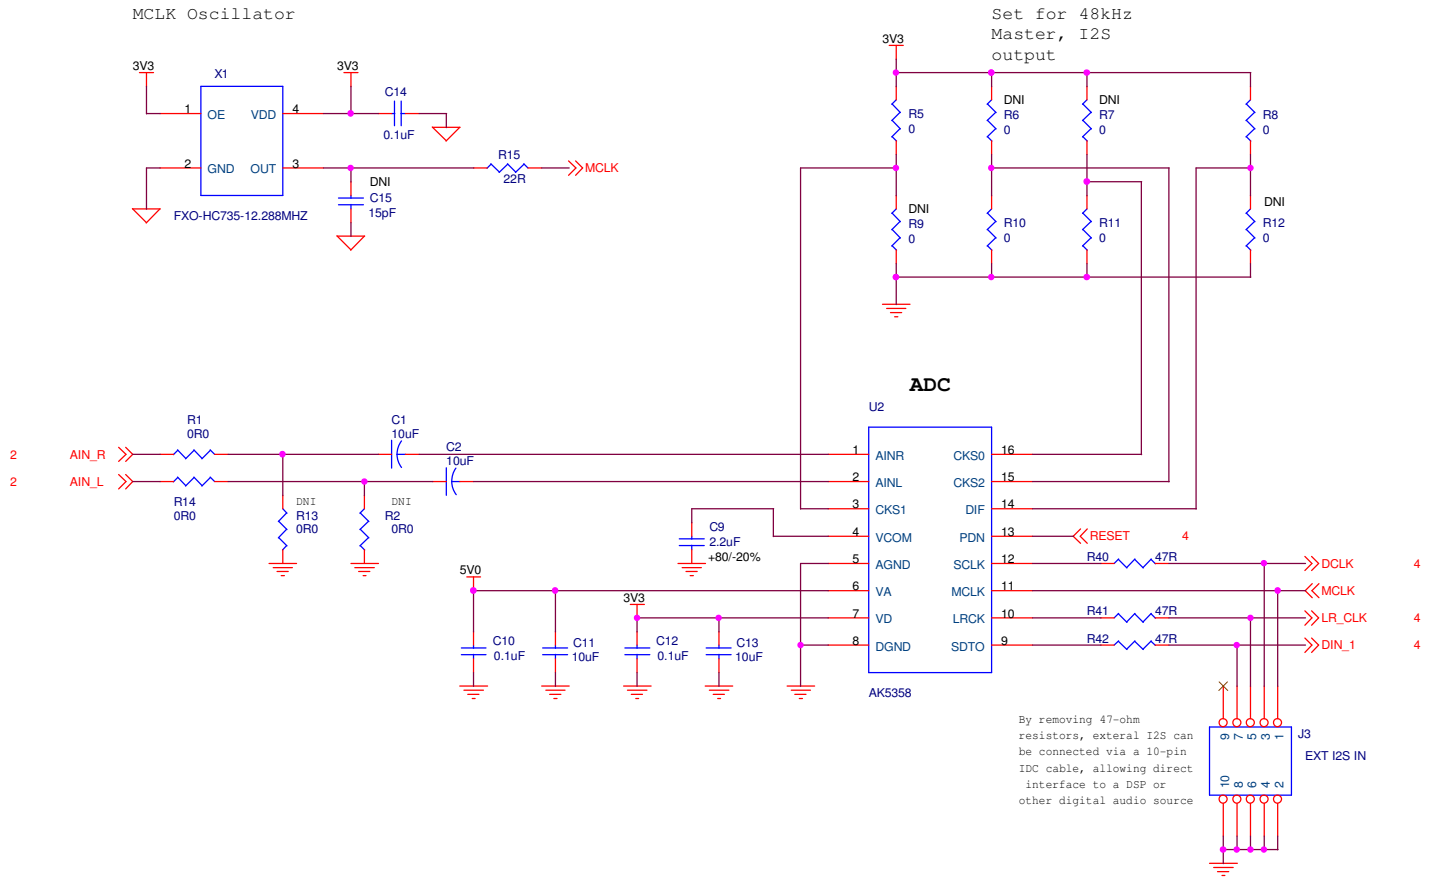 MCLK Oscillator
Set for 48kHz
Master, I2S
output
3V3
X1
3V3
3V3
C14
0.1uF
1
OE
VDD
4
2
GND
OUT
3
FXO-HC735-12.288MHZ
DNI
C15
15pF
R15
22R
MCLK
R5
0
DNI
R6
0
DNI
R7
0
R8
0
DNI
R9
0
R10
0
R11
0
DNI
R12
0
ADC
U2
R1
0R0
C1
10uF
C2
10uF
2
AIN_R
2
AIN_L
R14
0R0
DNI
R13
0R0
DNI
R2
0R0
1
AINR
CKS0
16
2
AINL
CKS2
15
3
CKS1
DIF
14
4
VCOM
PDN
13
5
AGND
SCLK
12
6
VA
MCLK
11
7
VD
LRCK
10
8
DGND
SDTO
9
AK5358
C9
2.2uF
+80/-20%
RESET
4
5V0
3V3
C10
0.1uF
C11
10uF
C12
0.1uF
C13
10uF
R40
47R
DCLK
4
MCLK
R41
47R
LR_CLK
4
R42
47R
DIN_1
4
By removing 47-ohm
resistors, exteral I2S can
be connected via a 10-pin
IDC cable, allowing direct
interface to a DSP or
other digital audio source
9
7
5
3
1
10
8
6
4
2
J3
EXT I2S IN